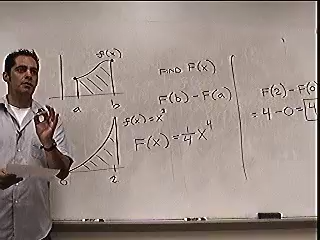 f(x)
a b
FIND F(x)
F(b) - F(a)
f(x) = x³
F(x) = ¼x⁴
0 2
F(2) - F(0)
= 4 - 0 = 4